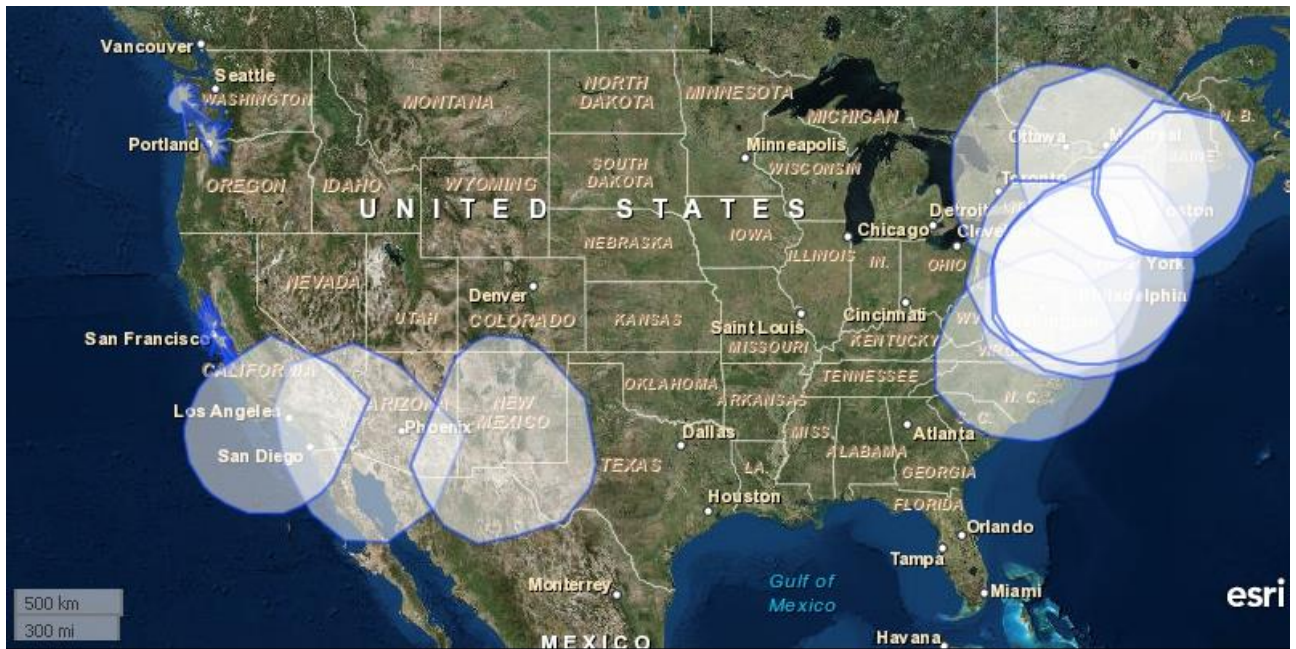 Vancouver
Seattle
WASHINGTON
Portland
OREGON
IDAHO
MONTANA
NORTH
DAKOTA
MINNESOTA
MICHIGAN
Minneapolis
WISCONSIN
SOUTH
DAKOTA
WYOMING
UNITED STATES
Ottawa
Montreal
N. B.
MAINE
Toronto
Boston
Detroit
Chicago
IOWA
NEBRASKA
ILLINOIS
IN.
OHIO
York
Philadelphia
NEVADA
UTAH
Denver
COLORADO
KANSAS
Saint Louis
MISSOURI
Cincinnati
KENTUCKY
San Francisco
CALIFORNIA
TENNESSEE
OKLAHOMA
ARKANSAS
N. C.
S. C.
Los Angeles
ARIZONA
Phoenix
NEW
MEXICO
San Diego
Dallas
TEXAS
MISS.
ALABAMA
Atlanta
GEORGIA
LA.
Houston
FLORIDA
Orlando
Tampa
Miami
Monterrey
Gulf of
Mexico
Havana
MEXICO
500 km
300 mi
esri